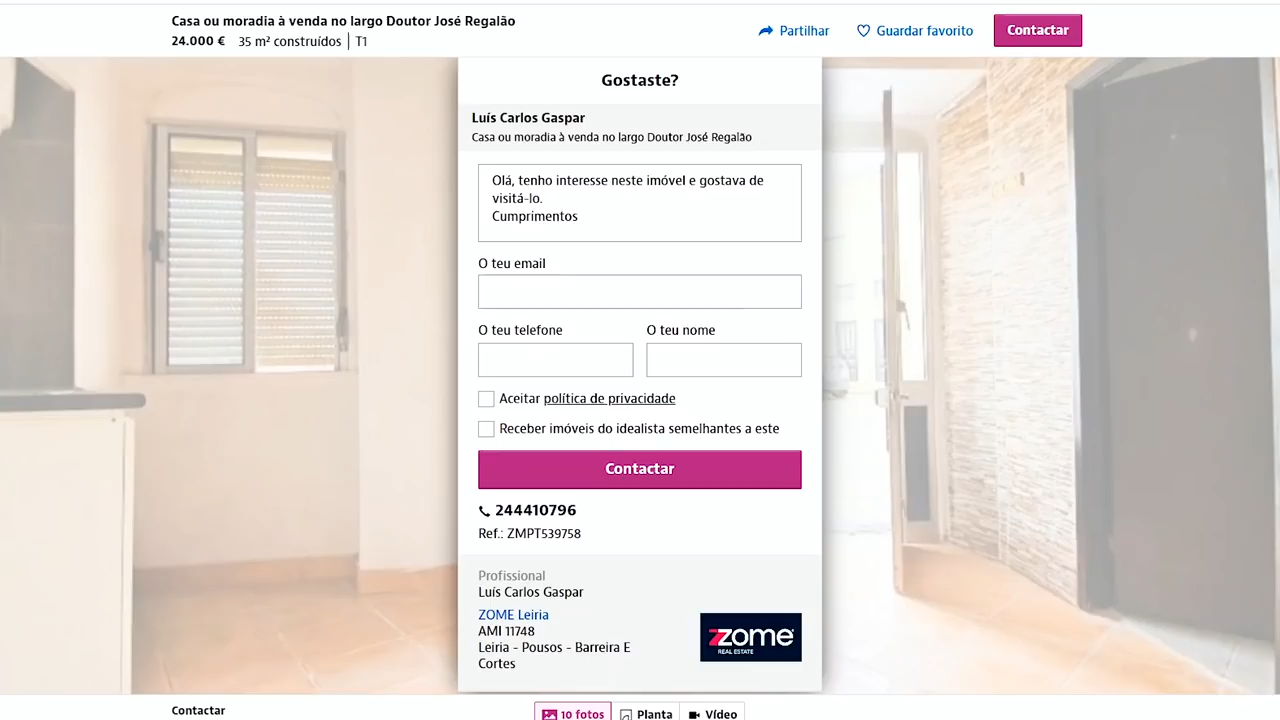 Casa ou moradia à venda no largo Doutor José Regalão
24.000 € 35 m² construídos | T1
Partilhar
Guardar favorito
Contactar
Gostaste?
Luís Carlos Gaspar
Casa ou moradia à venda no largo Doutor José Regalão
Olá, tenho interesse neste imóvel e gostava de
visitá-lo.
Cumprimentos
O teu email
O teu telefone
O teu nome
Aceitar política de privacidade
Receber imóveis do idealista semelhantes a este
Contactar
244410796
Ref.: ZMPT539758
Profissional
Luís Carlos Gaspar
ZOME Leiria
AMI 11748
Leiria - Pousos - Barreira E
Cortes
zome
REAL ESTATE
Contactar
10 fotos
Planta
Vídeo